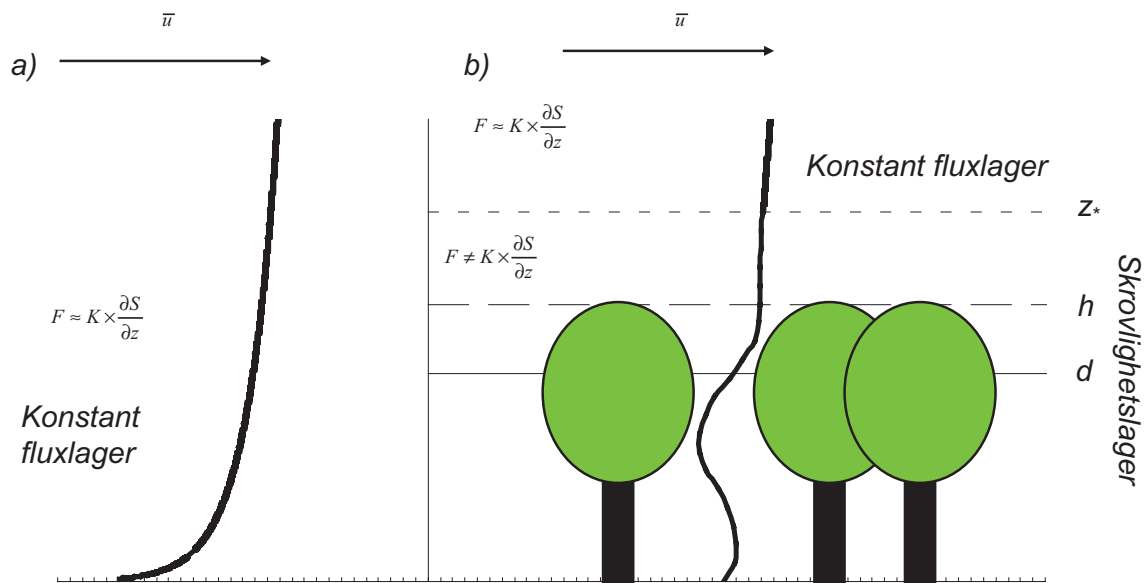 a)
u̅
F ≈ K × ∂S/∂z
Konstant
fluxlager
b)
u̅
F ≈ K × ∂S/∂z
Konstant fluxlager
z*
F ≠ K × ∂S/∂z
h
d
Skrovlighetslager